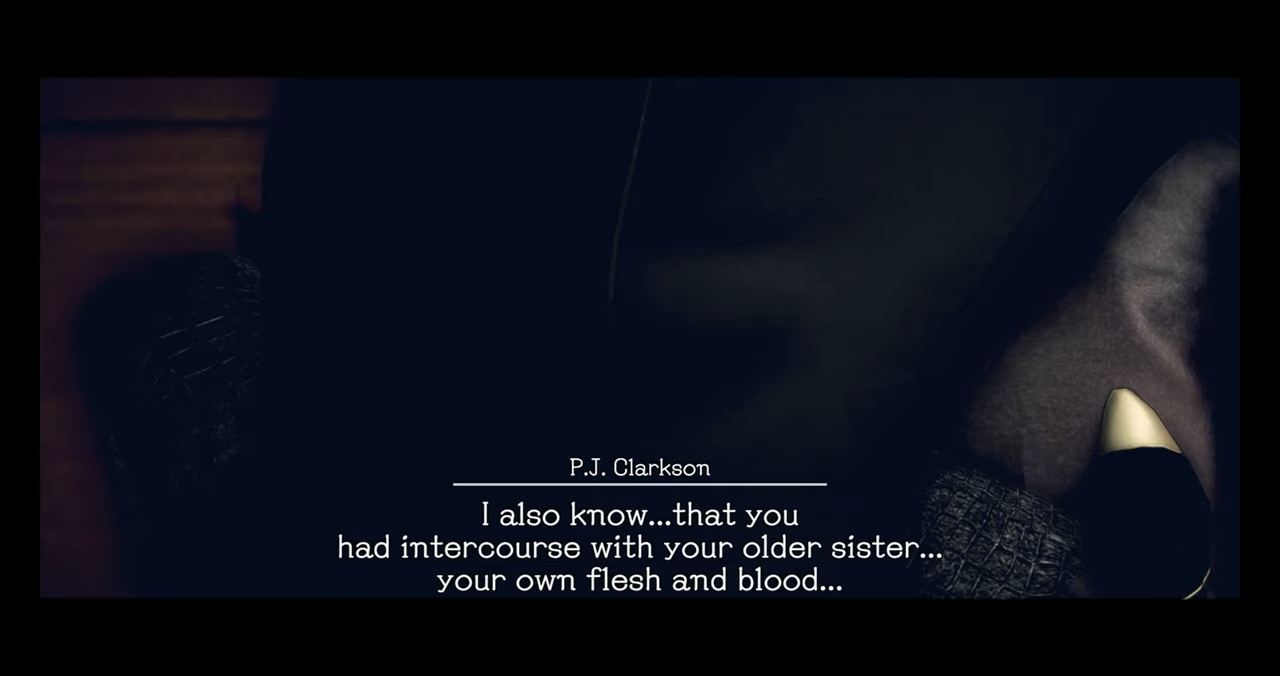 P.J. Clarkson
I also know...that you
had intercourse with your older sister...
your own flesh and blood...